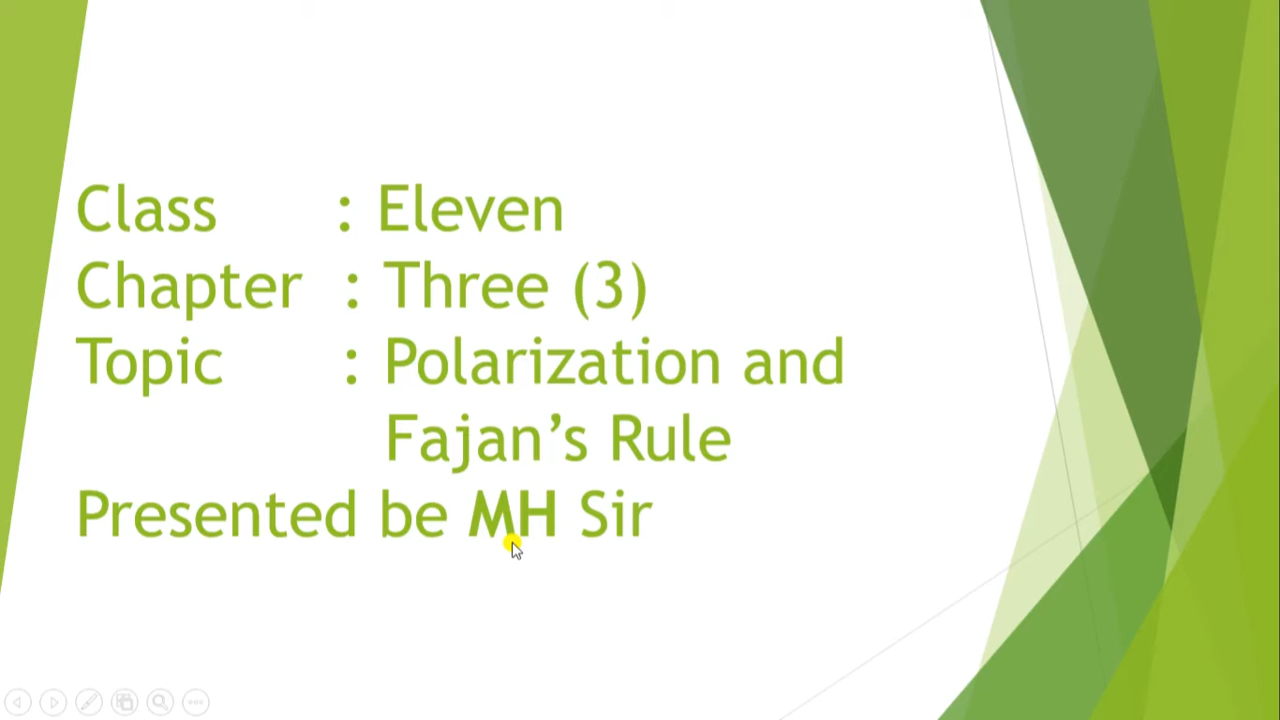 Class : Eleven
Chapter : Three (3)
Topic : Polarization and
Fajan’s Rule
Presented be MH Sir